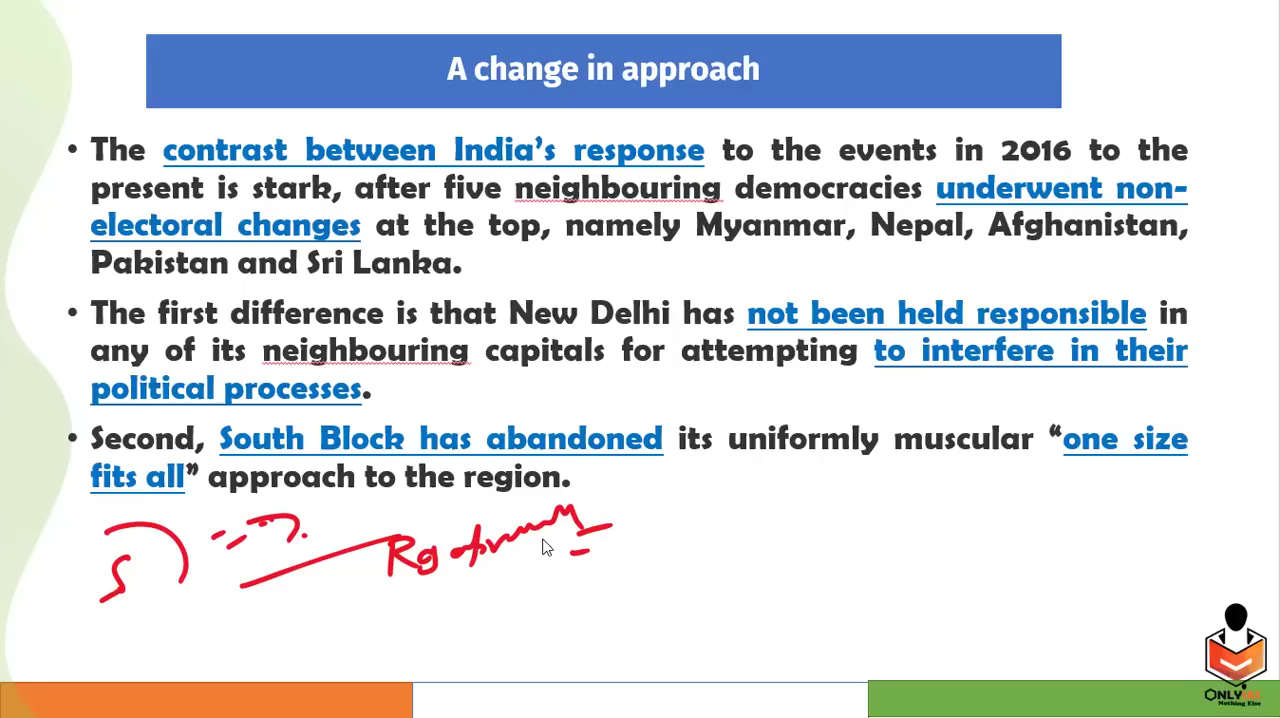 A change in approach
• The contrast between India's response to the events in 2016 to the
present is stark, after five neighbouring democracies underwent non-
electoral changes at the top, namely Myanmar, Nepal, Afghanistan,
Pakistan and Sri Lanka.
• The first difference is that New Delhi has not been held responsible in
any of its neighbouring capitals for attempting to interfere in their
political processes.
• Second, South Block has abandoned its uniformly muscular “one size
fits all” approach to the region.
ONLYIAS
Nothing Else